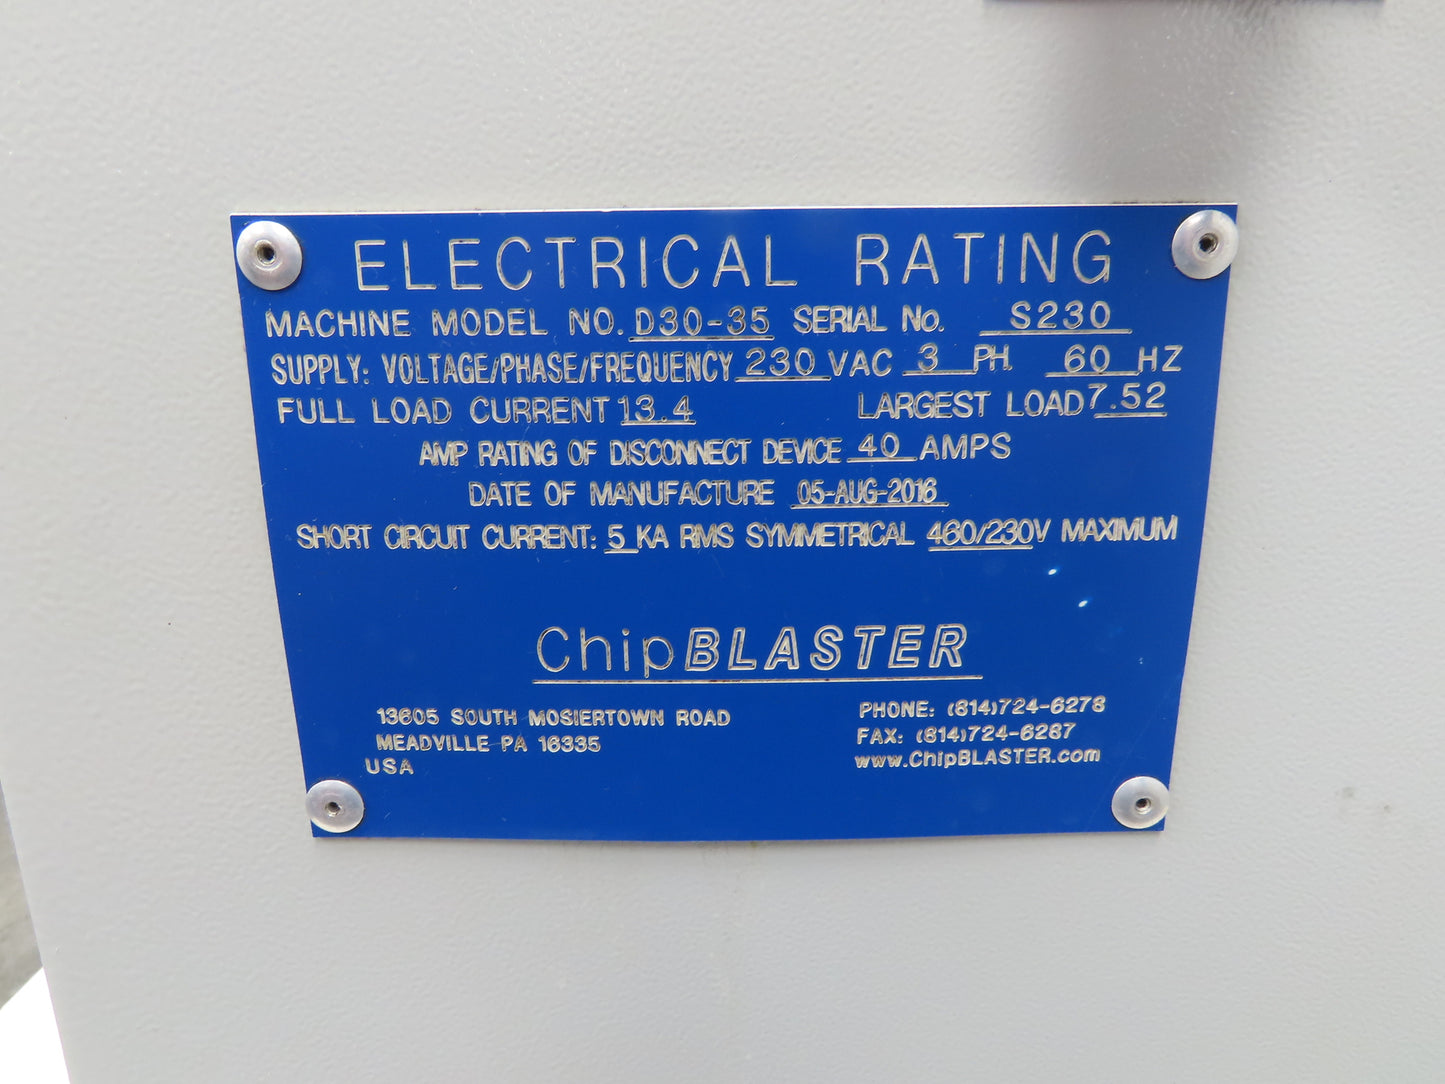 ELECTRICAL RATING
MACHINE MODEL NO. D30-35 SERIAL No. S230
SUPPLY: VOLTAGE/PHASE/FREQUENCY 230 VAC 3 PH. 60 HZ
FULL LOAD CURRENT 13.4 LARGEST LOAD 7.52
AMP RATING OF DISCONNECT DEVICE 40 AMPS
DATE OF MANUFACTURE 05-AUG-2016
SHORT CIRCUIT CURRENT: 5 KA RMS SYMMETRICAL 460/230V MAXIMUM
ChipBLASTER
13605 SOUTH MOSIERTOWN ROAD
MEADVILLE PA 16335
USA
PHONE: (814)724-6278
FAX: (814)724-6287
www.ChipBLASTER.com